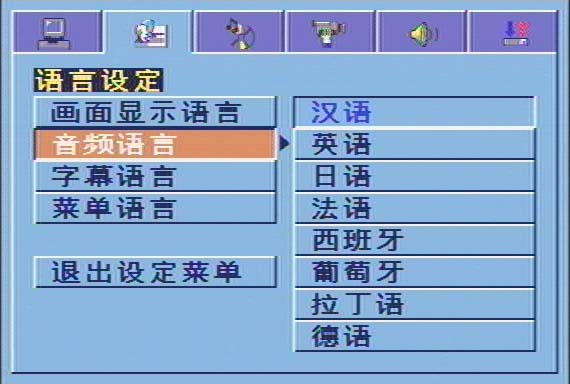 语言设定
画面显示语言
音频语言
字幕语言
菜单语言
退出设定菜单
汉语
英语
日语
法语
西班牙
葡萄牙
拉丁语
德语